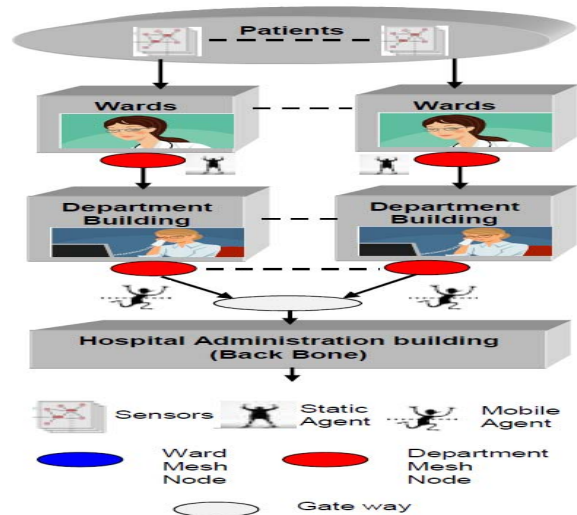 Patients
Wards
Wards
Department
Building
Department
Building
Hospital Administration building
(Back Bone)
Sensors
Static
Agent
Mobile
Agent
Ward
Mesh
Node
Department
Mesh
Node
Gate way